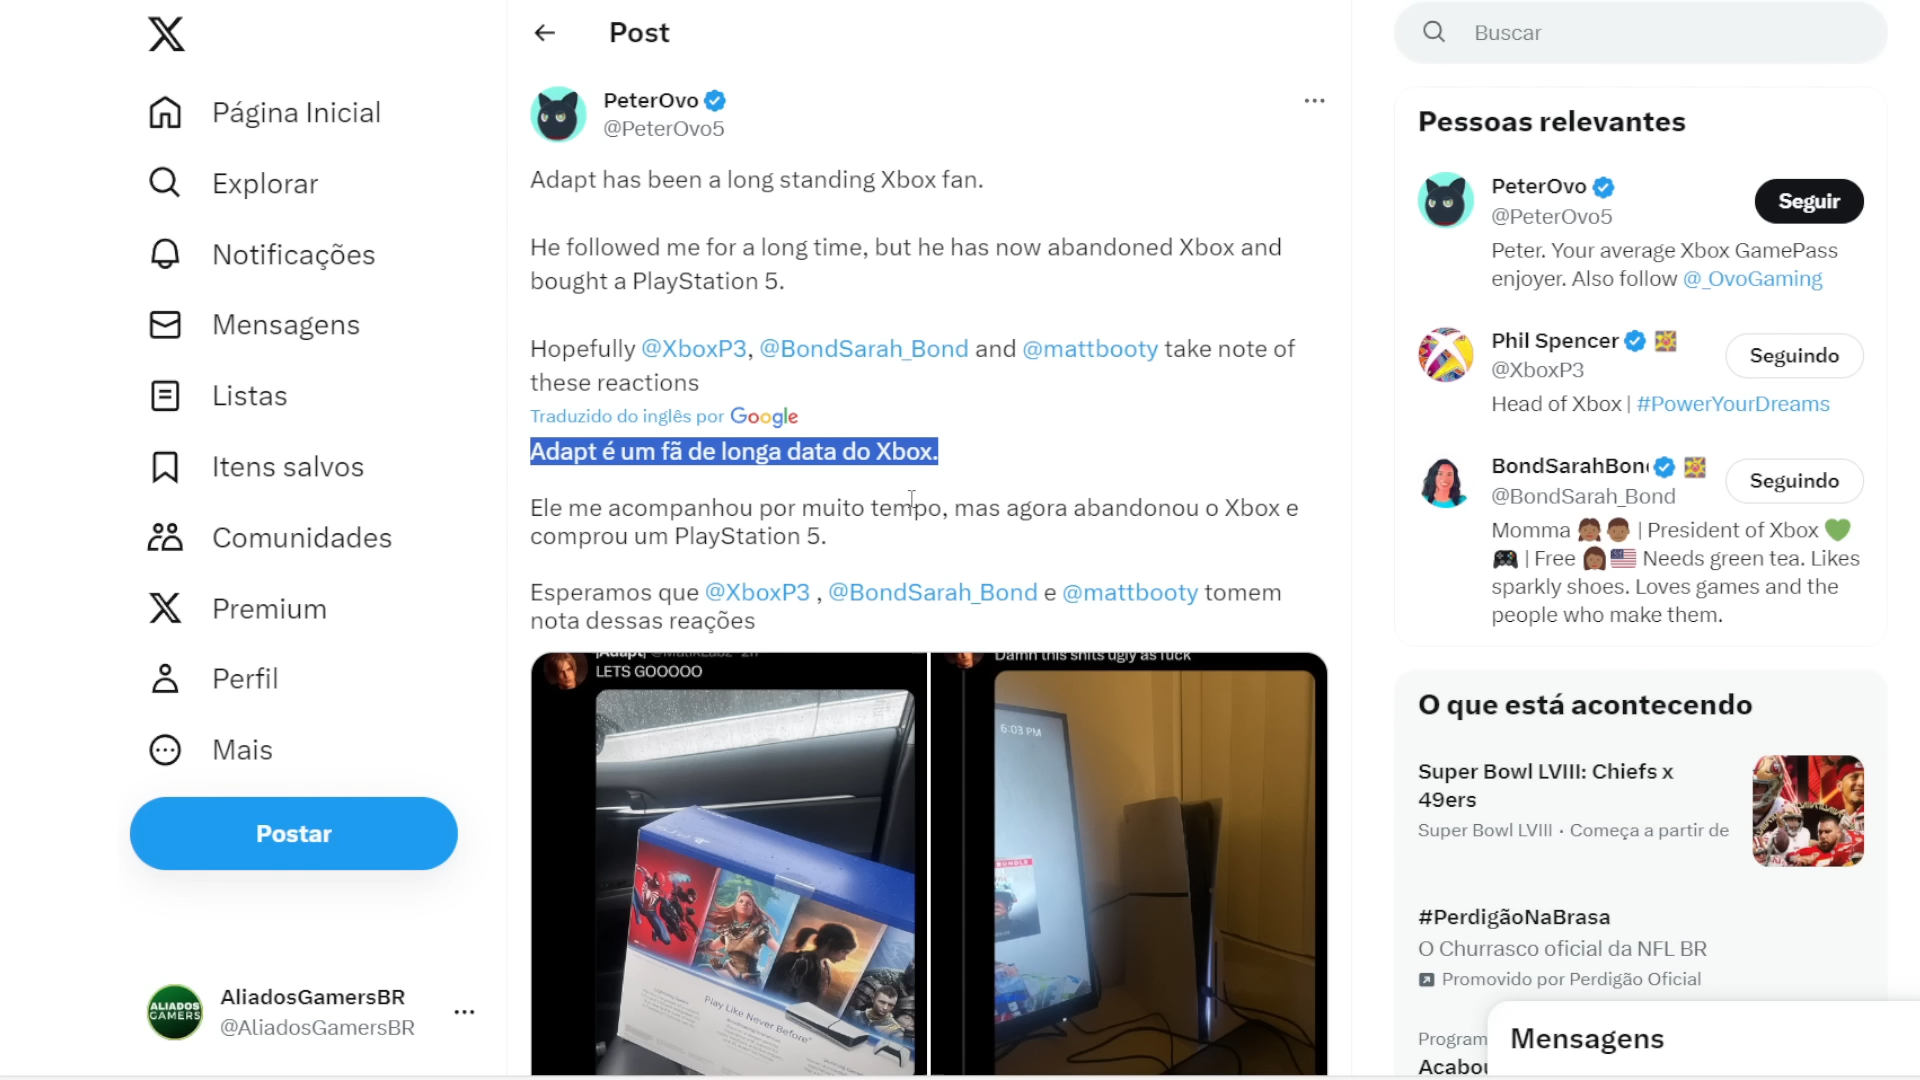 Página Inicial
Explorar
Notificações
Mensagens
Listas
Itens salvos
Comunidades
Premium
Perfil
Mais
Postar
ALIADOS
GAMERS
AliadosGamersBR
@AliadosGamersBR
Post
PeterOvo
@PeterOvo5
Adapt has been a long standing Xbox fan.
He followed me for a long time, but he has now abandoned Xbox and
bought a PlayStation 5.
Hopefully @XboxP3, @BondSarah_Bond and @mattbooty take note of
these reactions
Traduzido do inglês por Google
Adapt é um fã de longa data do Xbox.
Ele me acompanhou por muito tempo, mas agora abandonou o Xbox e
comprou um PlayStation 5.
Esperamos que @XboxP3 , @BondSarah_Bond e @mattbooty tomem
nota dessas reações
LETS GOOOOO
Play Like Never Before
Damn this shits ugly as fuck
6:03 PM
BUNDLE
Buscar
Pessoas relevantes
PeterOvo
@PeterOvo5
Seguir
Peter. Your average Xbox GamePass
enjoyer. Also follow @_OvoGaming
Phil Spencer
@XboxP3
Seguindo
Head of Xbox | #PowerYourDreams
BondSarahBon
@BondSarah_Bond
Seguindo
Momma | President of Xbox
| Free Needs green tea. Likes
sparkly shoes. Loves games and the
people who make them.
O que está acontecendo
Super Bowl LVIII: Chiefs x
49ers
Super Bowl LVIII · Começa a partir de
#PerdigãoNaBrasa
O Churrasco oficial da NFL BR
Promovido por Perdigão Oficial
Program
Acabou
Mensagens